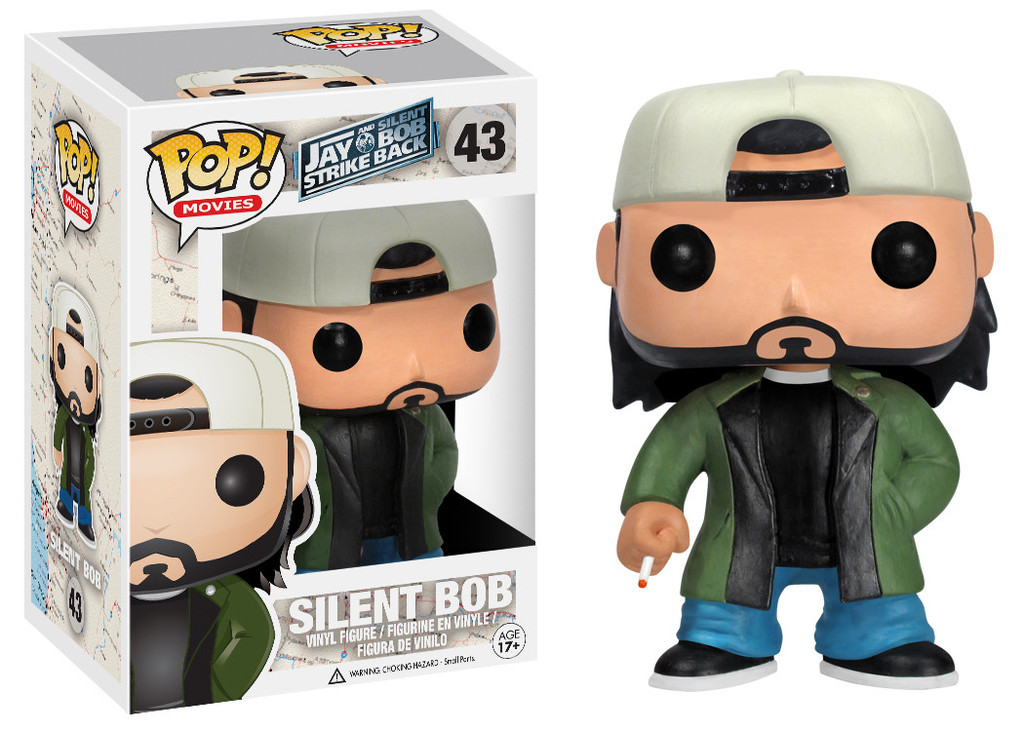 POP!
MOVIES
POP!
MOVIES
JAY AND SILENT BOB
STRIKE BACK
43
POP!
MOVIES
SILENT BOB
43
SILENT BOB
VINYL FIGURE / FIGURINE EN VINYLE /
FIGURA DE VINILO
AGE
17+
WARNING: CHOKING HAZARD - Small Parts.